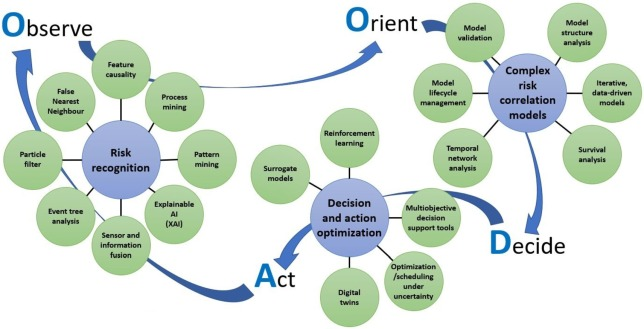 Observe
Feature
causality
False
Nearest
Neighbour
Process
mining
Particle
filter
Risk
recognition
Pattern
mining
Event tree
analysis
Explainable
AI
(XAI)
Sensor and
information
fusion
Orient
Model
validation
Model
structure
analysis
Model
lifecycle
management
Complex
risk
correlation
models
Iterative,
data-driven
models
Temporal
network
analysis
Survival
analysis
Decide
Reinforcement
learning
Surrogate
models
Decision
and action
optimization
Multiobjective
decision
support tools
Digital
twins
Optimization
/scheduling
under
uncertainty
Act